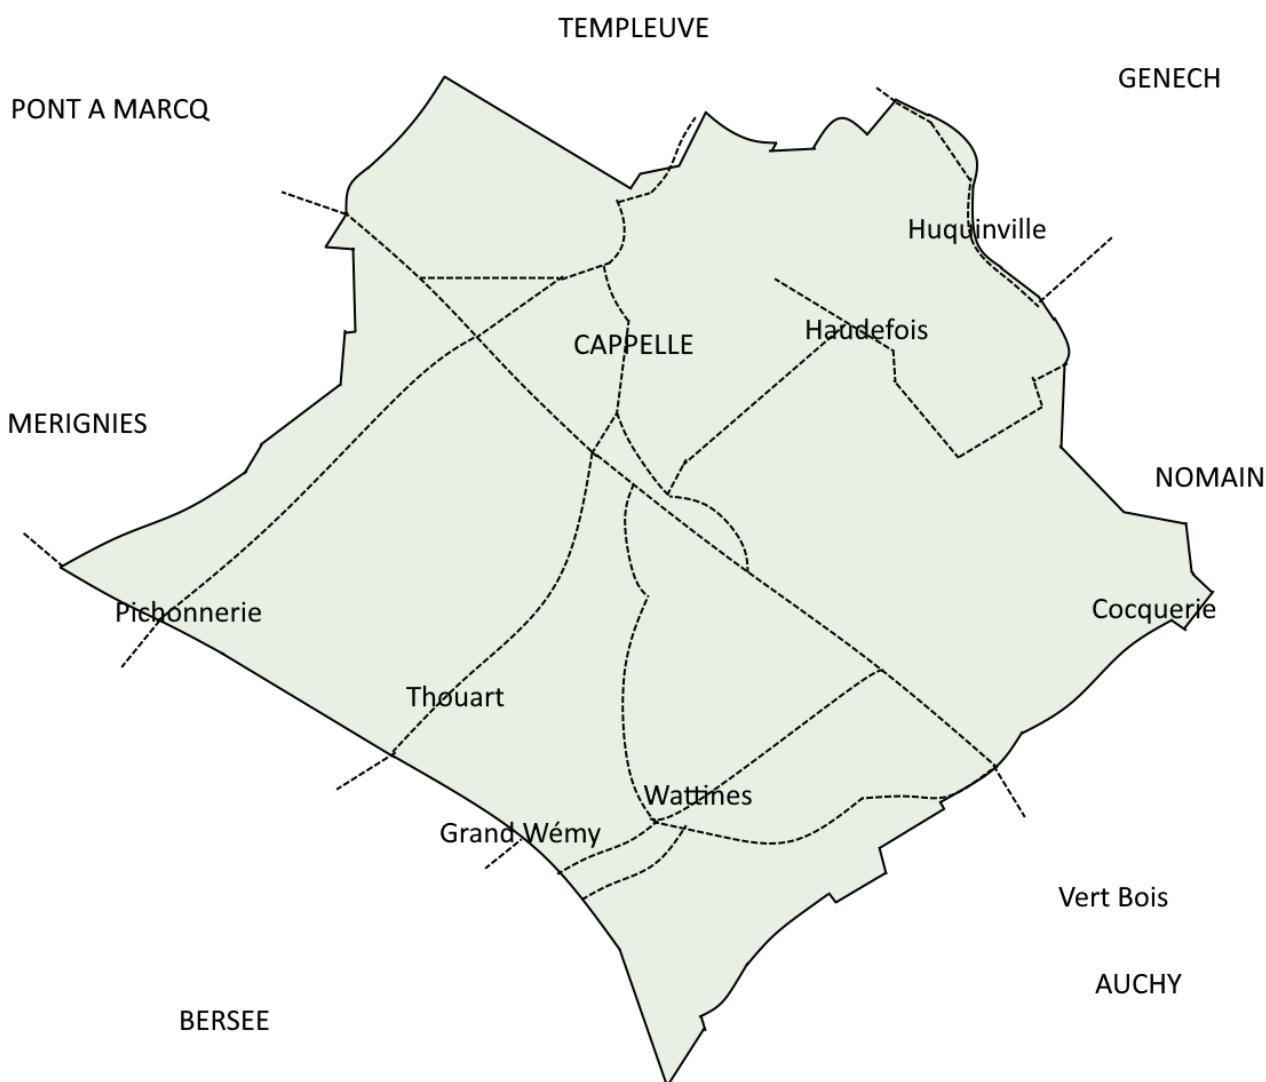 TEMPLEUVE
GENECH
PONT A MARCQ
Huquinville
Haudefois
CAPPELLE
MERIGNIES
NOMAIN
Cocquerie
Pichonnerie
Thouart
Wattines
Grand Wémy
Vert Bois
AUCHY
BERSEE